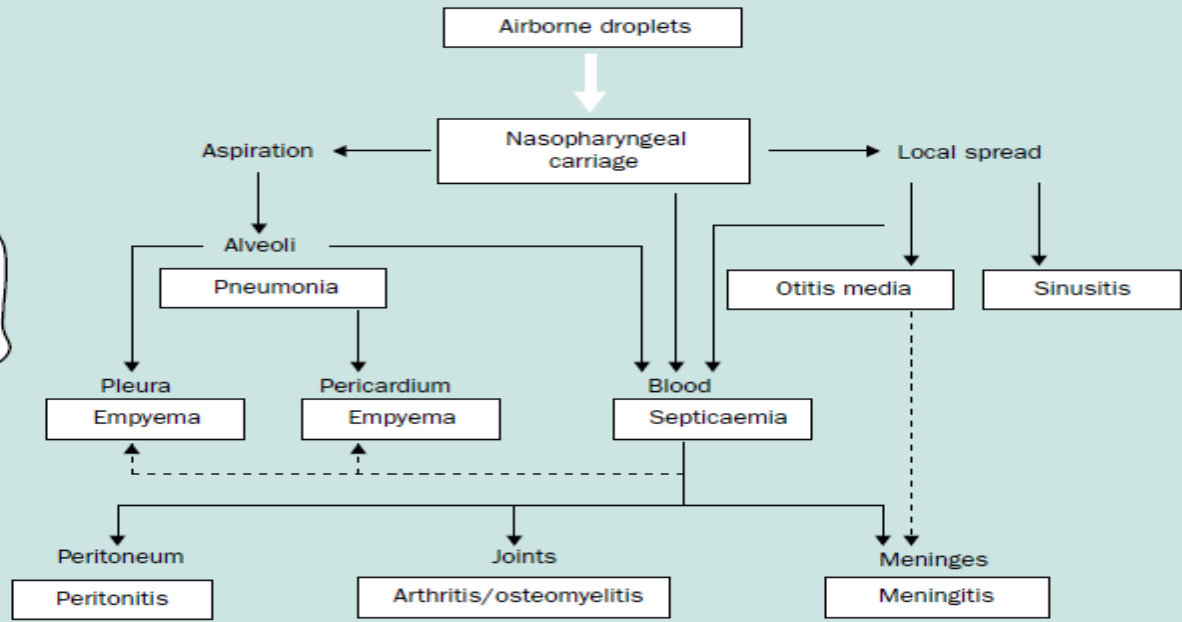 Airborne droplets
Nasopharyngeal
carriage
Aspiration
Local spread
Alveoli
Pneumonia
Otitis media
Sinusitis
Pleura
Pericardium
Blood
Empyema
Empyema
Septicaemia
Peritoneum
Joints
Meninges
Peritonitis
Arthritis/osteomyelitis
Meningitis